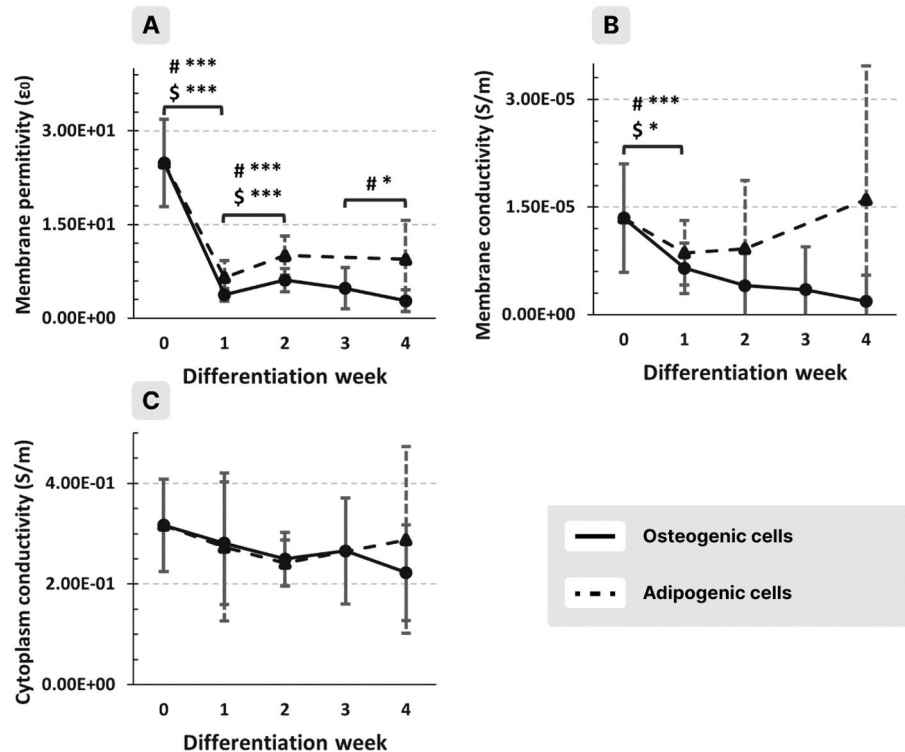 A
Membrane permitivity (ε0)
3.00E+01
1.50E+01
0.00E+00
# ***
$ ***
# ***
$ ***
# *
0 1 2 3 4
Differentiation week
B
Membrane conductivity (S/m)
3.00E-05
1.50E-05
0.00E+00
# ***
$ *
0 1 2 3 4
Differentiation week
C
Cytoplasm conductivity (S/m)
4.00E-01
2.00E-01
0.00E+00
0 1 2 3 4
Differentiation week
Osteogenic cells
Adipogenic cells